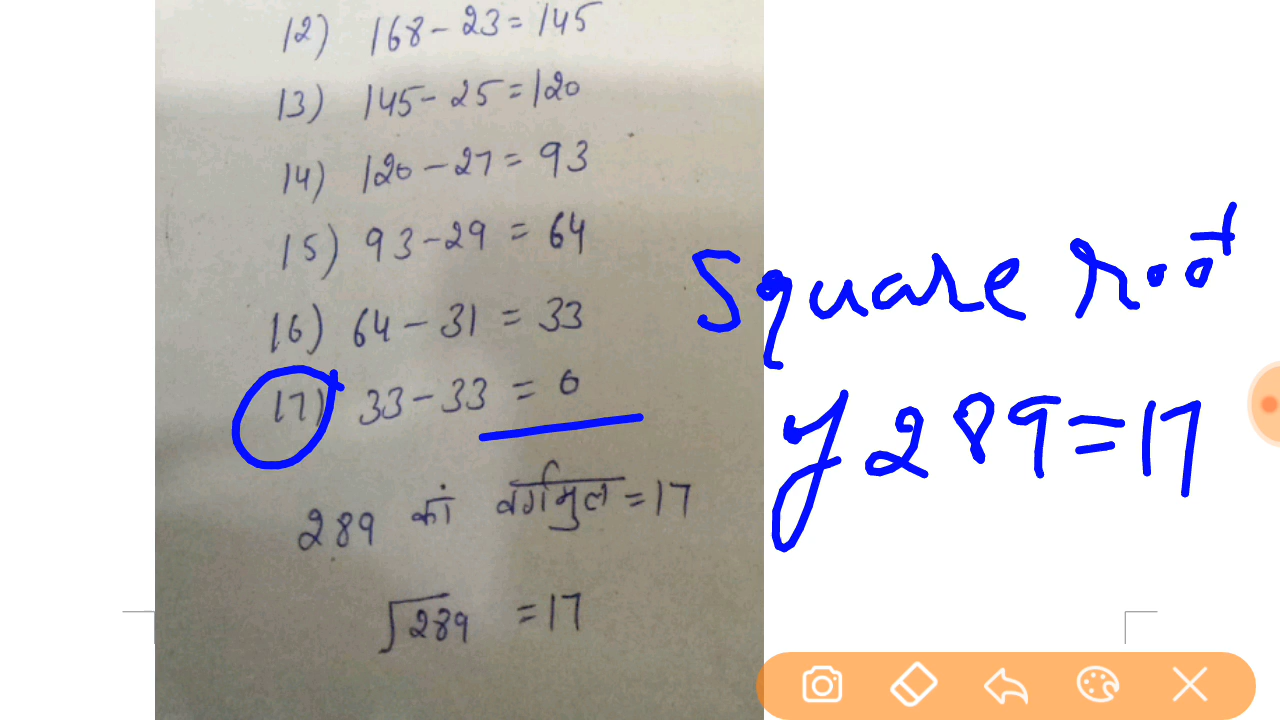 12) 168 - 23 = 145
13) 145 - 25 = 120
14) 120 - 27 = 93
15) 93 - 29 = 64
16) 64 - 31 = 33
17) 33 - 33 = 0
289 कां वर्गमुल = 17
√289 = 17
Square root
y 289 = 17